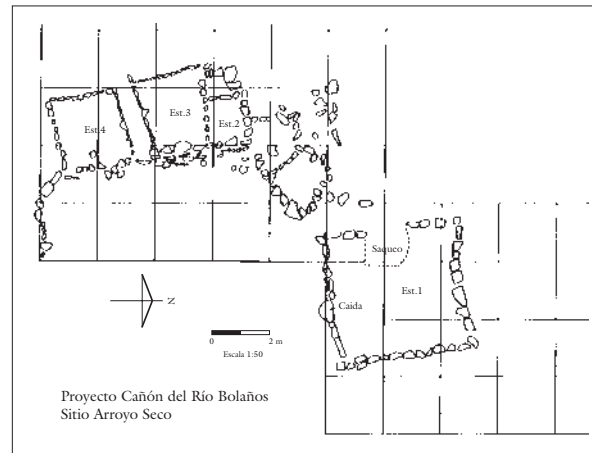 Est.3
Est.2
Est.4
Saqueo
Est.1
Caida
N
0 2 m
Escala 1:50
Proyecto Cañón del Río Bolaños
Sitio Arroyo Seco